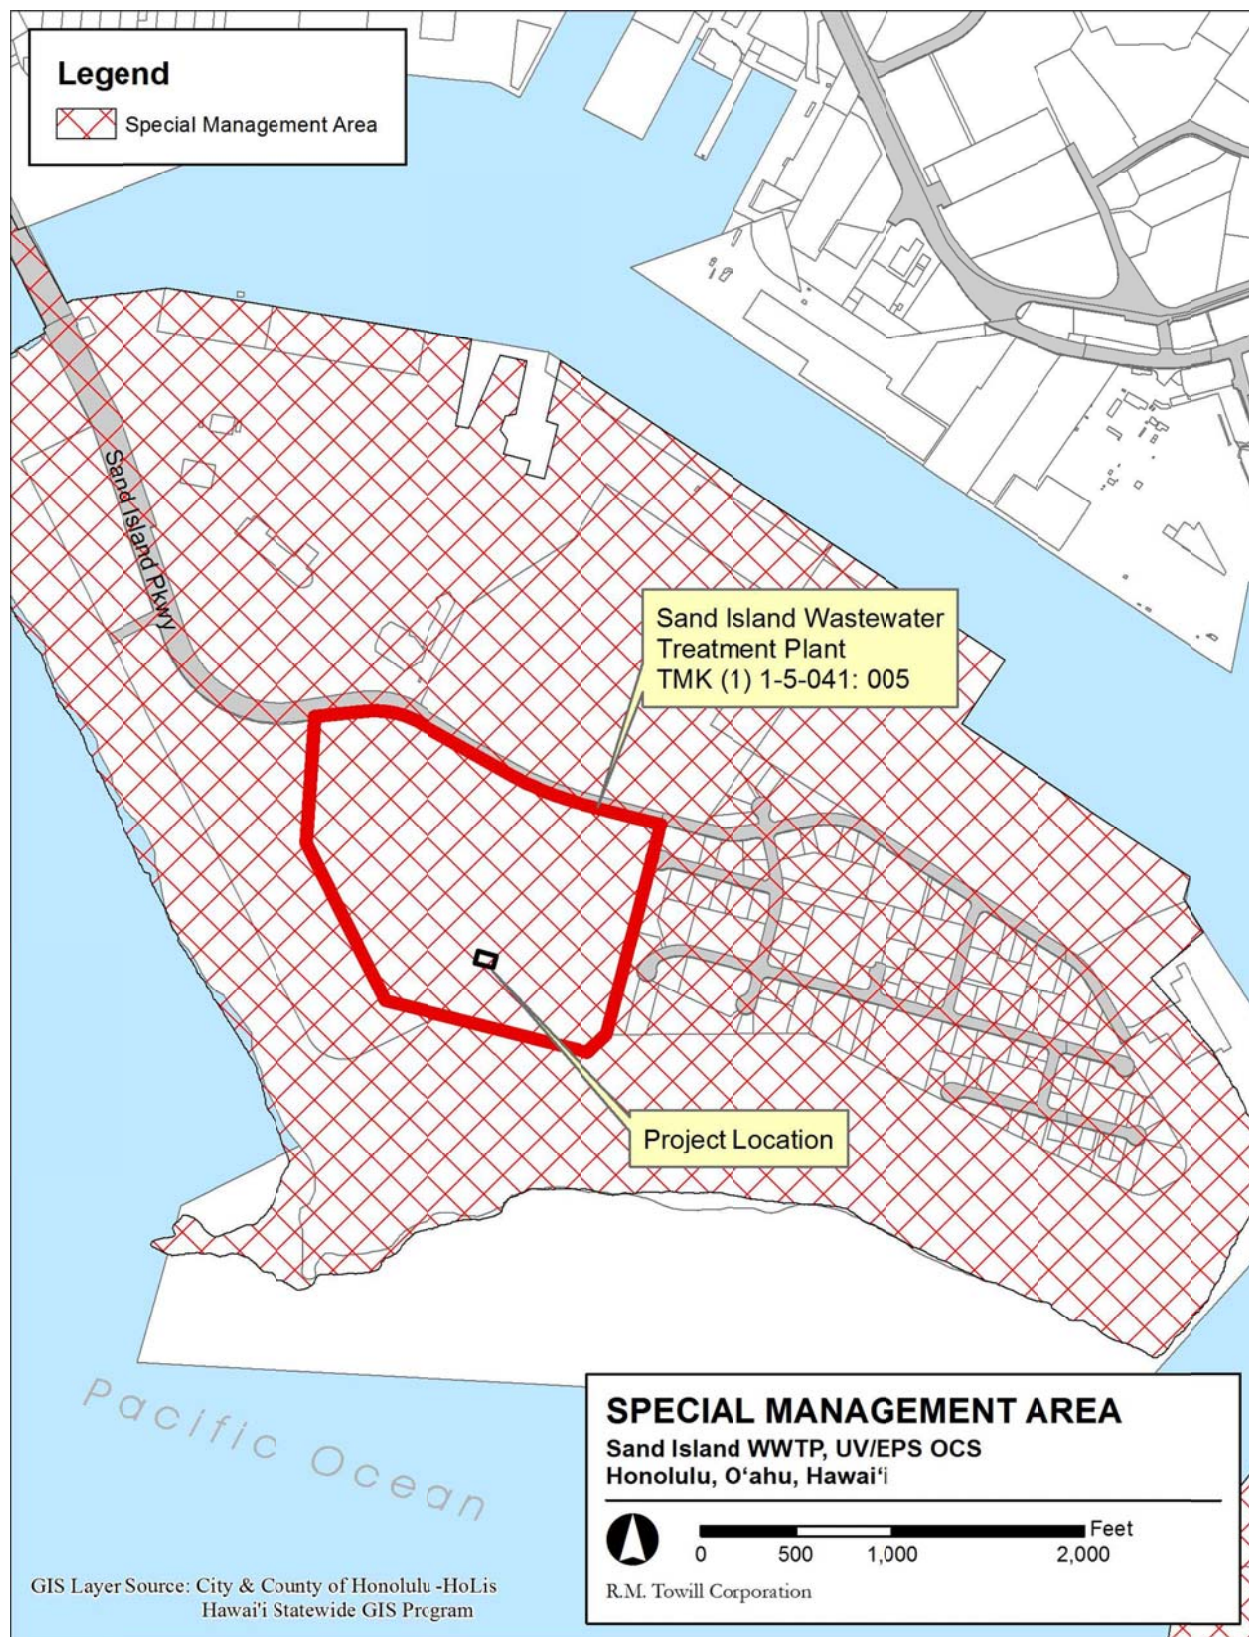 Legend
Special Management Area
Sand Island Pkwy
Sand Island Wastewater
Treatment Plant
TMK (1) 1-5-041: 005
Project Location
Pacific Ocean
SPECIAL MANAGEMENT AREA
Sand Island WWTP, UV/EPS OCS
Honolulu, Oʻahu, Hawaiʻi
Feet
0 500 1,000 2,000
R.M. Towill Corporation
GIS Layer Source: City & County of Honolulu -HoLis
Hawai'i Statewide GIS Program